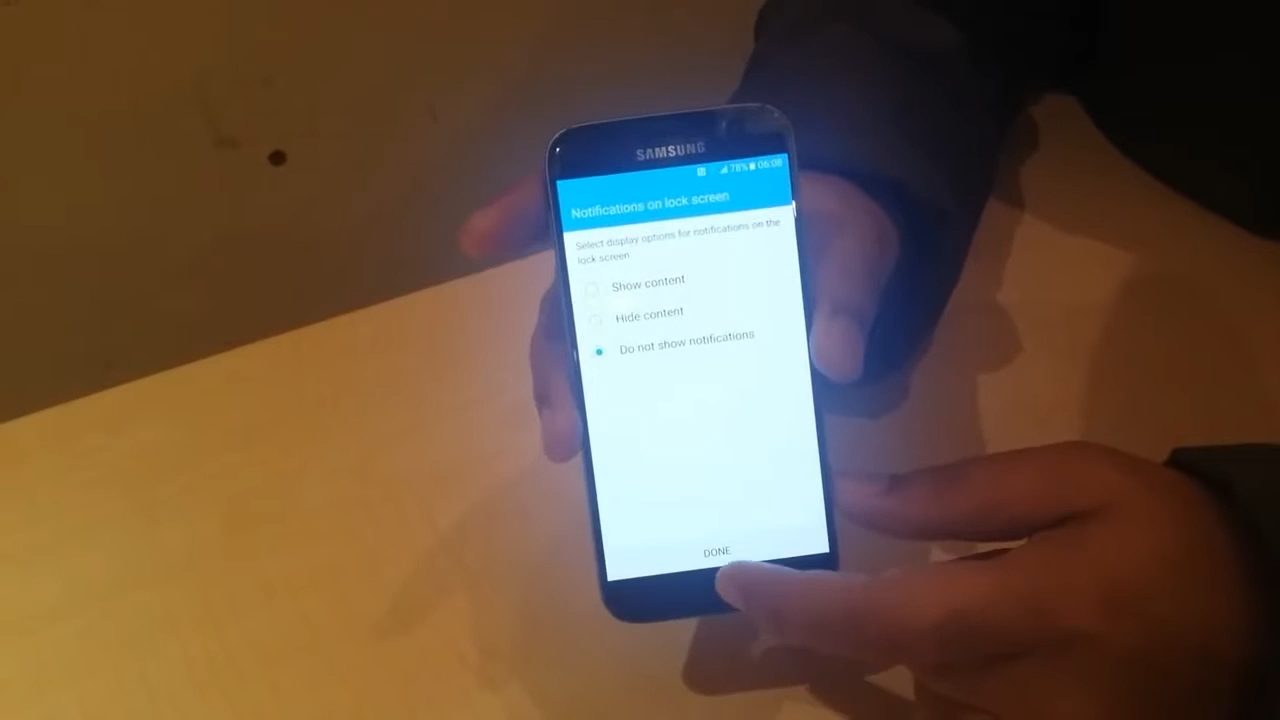 SAMSUNG
78% 06:08
Notifications on lock screen
Select display options for notifications on the
lock screen
Show content
Hide content
Do not show notifications
DONE